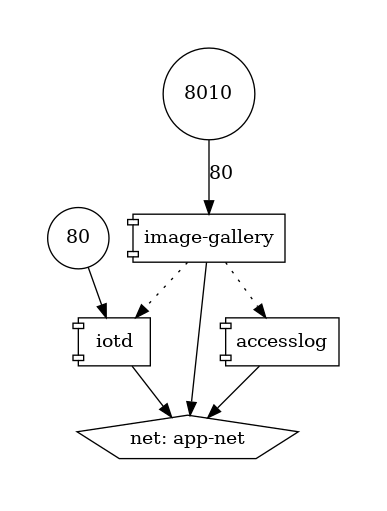 8010
80
80
image-gallery
iotd
accesslog
net: app-net